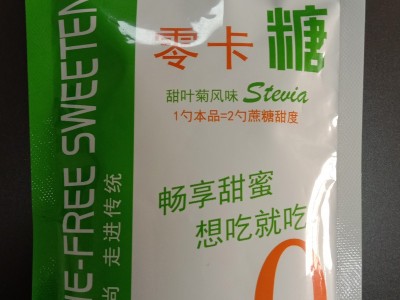 零卡糖
甜叶菊风味 Stevia
1勺本品=2勺蔗糖甜度
畅享甜蜜
想吃就吃
0
E-FREE SWEETEN
尚 走进传统